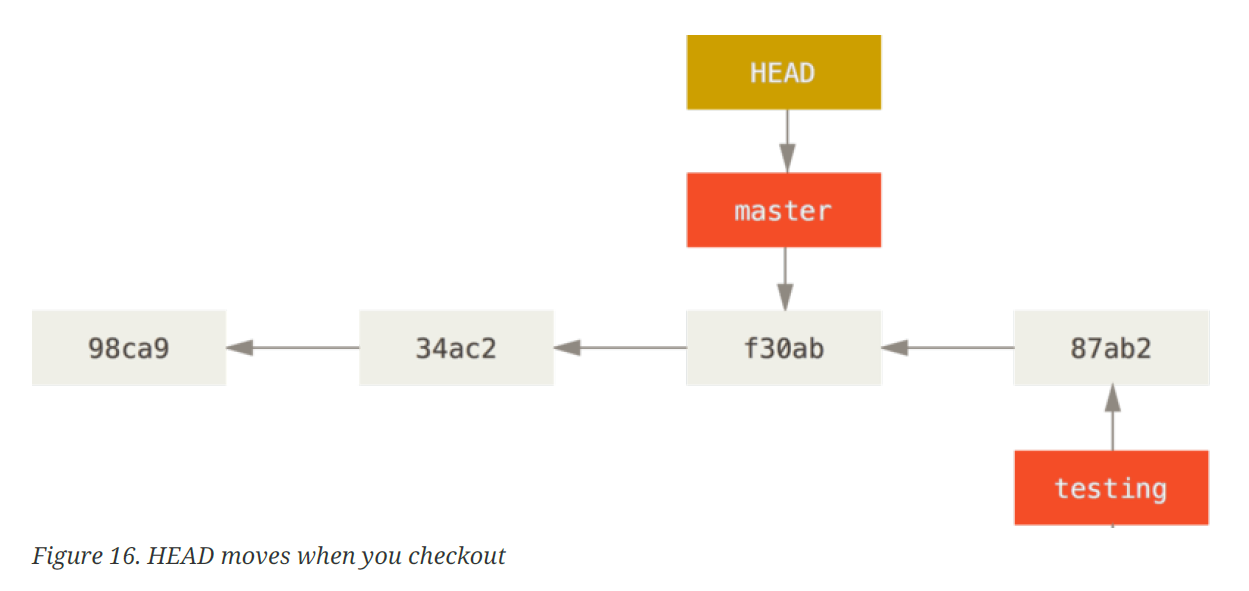 HEAD
master
98ca9
34ac2
f30ab
87ab2
testing
Figure 16. HEAD moves when you checkout